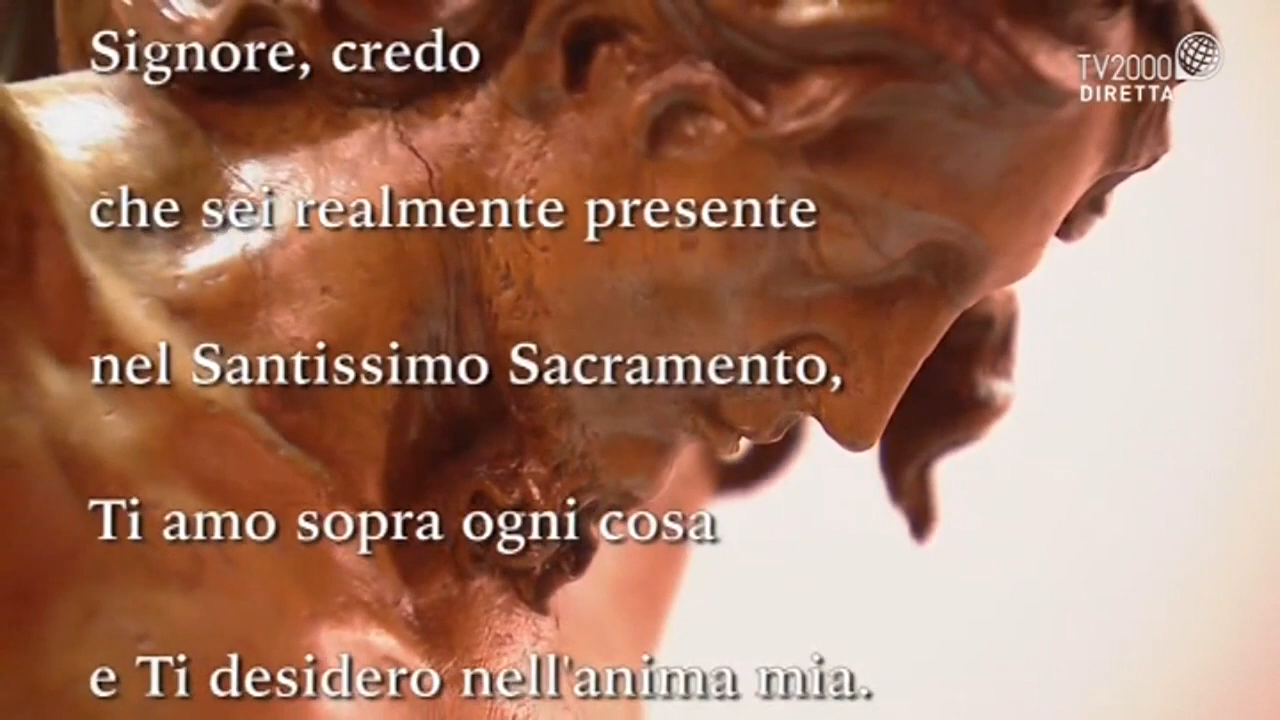 Signore, credo
TV2000
DIRETTA
che sei realmente presente
nel Santissimo Sacramento,
Ti amo sopra ogni cosa
e Ti desidero nell'anima mia.